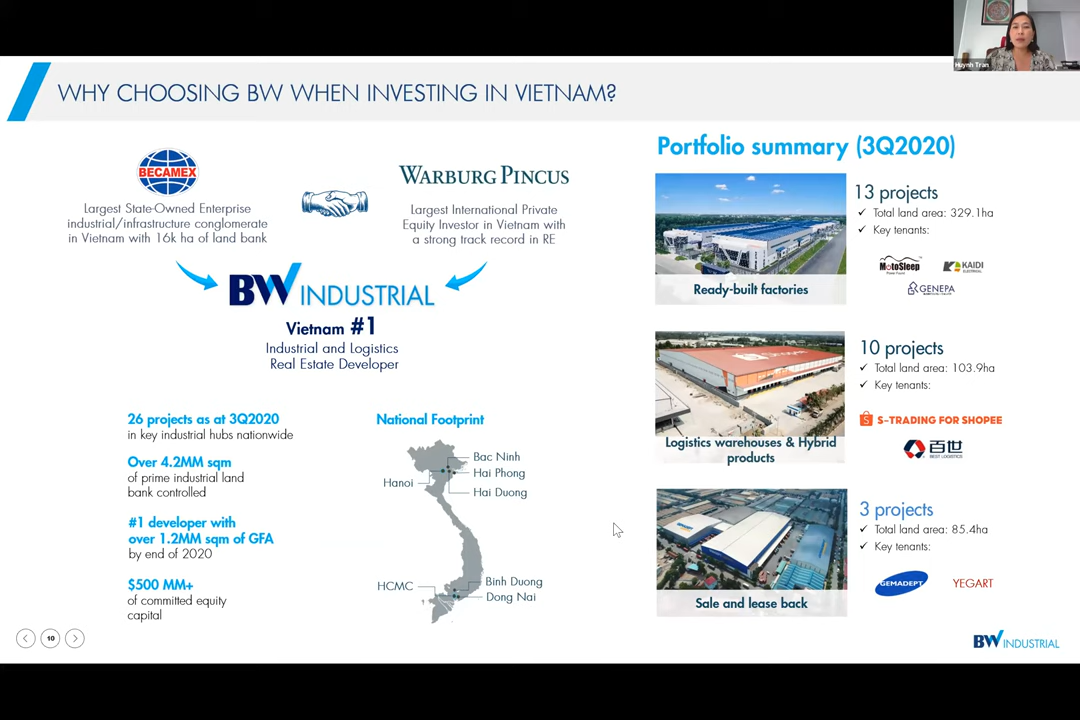 Huynh Tran
WHY CHOOSING BW WHEN INVESTING IN VIETNAM?
BECAMEX
Largest State-Owned Enterprise
industrial/infrastructure conglomerate
in Vietnam with 16k ha of land bank
WARBURG PINCUS
Largest International Private
Equity Investor in Vietnam with
a strong track record in RE
BW INDUSTRIAL
Vietnam #1
Industrial and Logistics
Real Estate Developer
26 projects as at 3Q2020
in key industrial hubs nationwide
Over 4.2MM sqm
of prime industrial land
bank controlled
#1 developer with
over 1.2MM sqm of GFA
by end of 2020
$500 MM+
of committed equity
capital
National Footprint
Bac Ninh
Hai Phong
Hanoi
Hai Duong
HCMC
Binh Duong
Dong Nai
Portfolio summary (3Q2020)
Ready-built factories
13 projects
✓ Total land area: 329.1ha
✓ Key tenants:
MOTOSLEEP
KAIDI
ELECTRICAL
GENEPA
Shopee
Logistics warehouses & Hybrid
products
10 projects
✓ Total land area: 103.9ha
✓ Key tenants:
S-TRADING FOR SHOPEE
百世
BEST LOGISTICS
Sale and lease back
3 projects
✓ Total land area: 85.4ha
✓ Key tenants:
GEMADEPT
YEGART
10
BW INDUSTRIAL